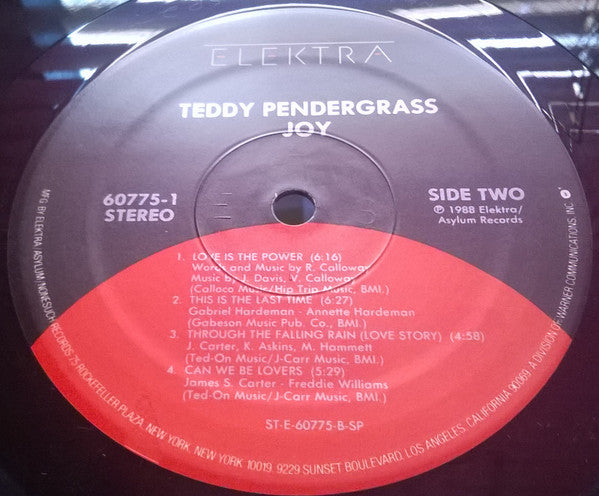 ELEKTRA
TEDDY PENDERGRASS
JOY
60775-1
STEREO
SIDE TWO
℗ 1988 Elektra/
Asylum Records
1. LOVE IS THE POWER (6:16)
Words and Music by R. Calloway
Music by J. Davis, V. Calloway
(Calloco Music/Hip Trip Music, BMI.)
2. THIS IS THE LAST TIME (6:27)
Gabriel Hardeman - Annette Hardeman
(Gabeson Music Pub. Co., BMI.)
3. THROUGH THE FALLING RAIN (LOVE STORY) (4:58)
J. Carter, K. Askins, M. Hammett
(Ted-On Music/J-Carr Music, BMI.)
4. CAN WE BE LOVERS (5:29)
James S. Carter - Freddie Williams
(Ted-On Music/J-Carr Music, BMI.)
ST-E-60775-B-SP
MFG. BY ELEKTRA/ASYLUM/NONESUCH RECORDS 75 ROCKEFELLER PLAZA, NEW YORK, NEW YORK 10019, 9229 SUNSET BOULEVARD, LOS ANGELES, CALIFORNIA 90069. A DIVISION OF WARNER COMMUNICATIONS, INC.